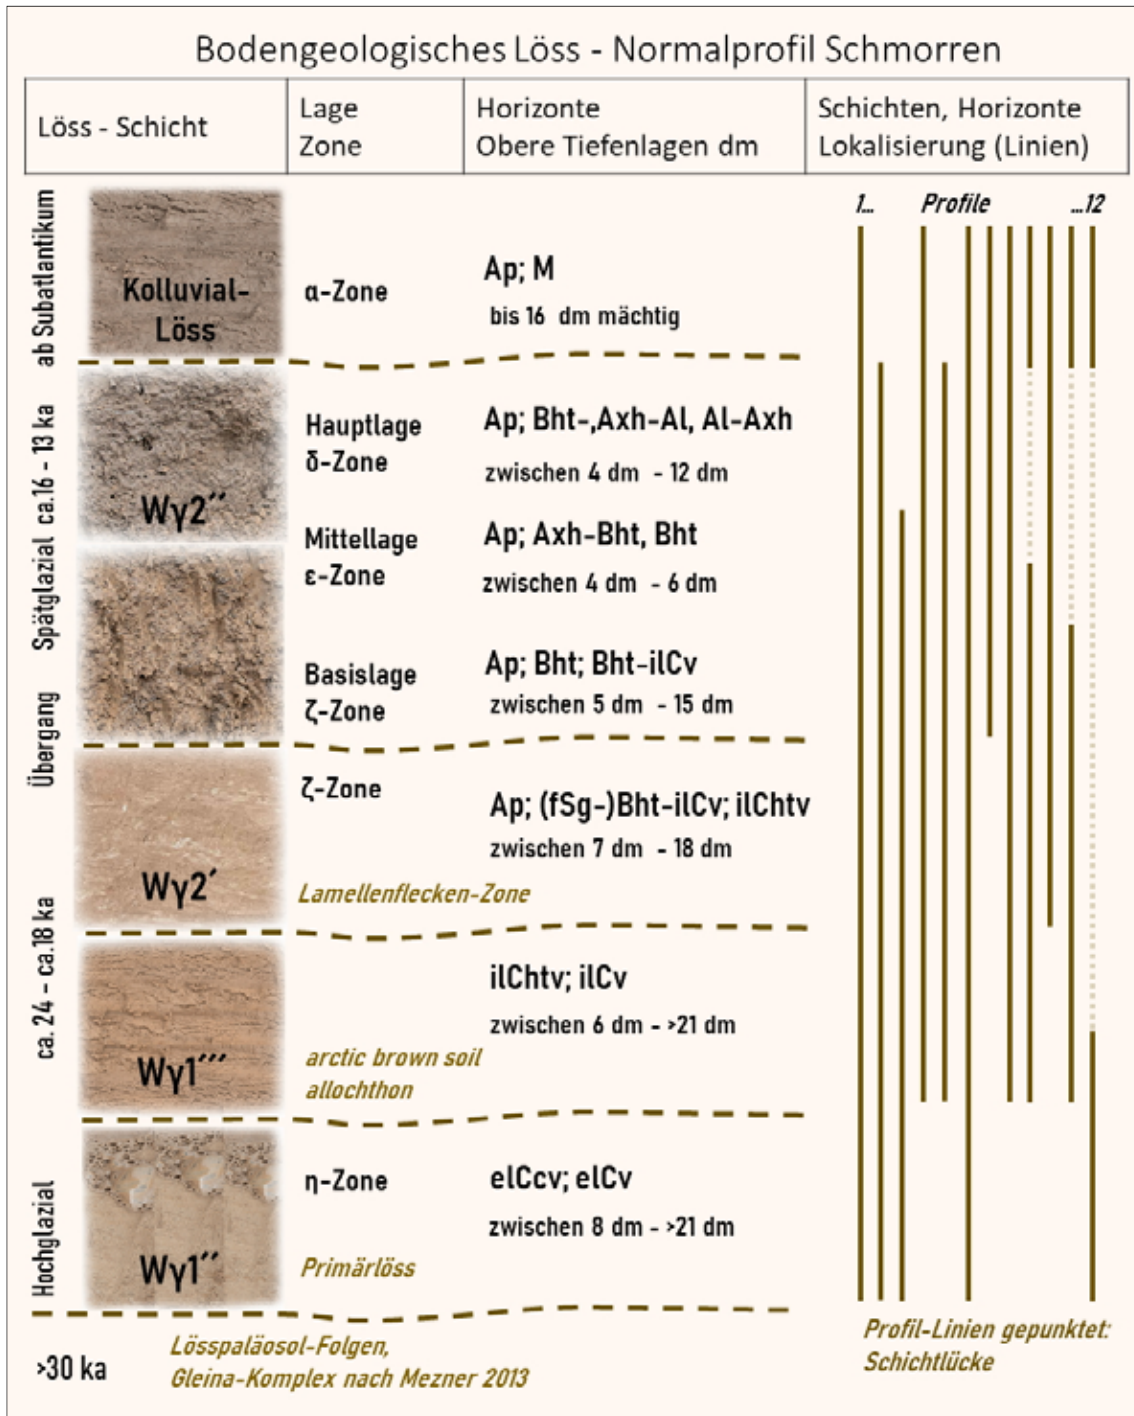 Bodengeologisches Löss - Normalprofil Schmorren
Löss - Schicht
Lage
Zone
Horizonte
Obere Tiefenlagen dm
Schichten, Horizonte
Lokalisierung (Linien)
1... Profile ...12
ab Subatlantikum
Kolluvial-
Löss
α-Zone
Ap; M
bis 16 dm mächtig
Spätglazial ca.16 - 13 ka
Wγ2´´
Hauptlage
δ-Zone
Ap; Bht-,Axh-Al, Al-Axh
zwischen 4 dm - 12 dm
Mittellage
ε-Zone
Ap; Axh-Bht, Bht
zwischen 4 dm - 6 dm
Basislage
ζ-Zone
Ap; Bht; Bht-ilCv
zwischen 5 dm - 15 dm
Übergang
ζ-Zone
Ap; (fSg-)Bht-ilCv; ilChtv
zwischen 7 dm - 18 dm
Wγ2´
Lamellenflecken-Zone
ca. 24 - ca.18 ka
ilChtv; ilCv
zwischen 6 dm - >21 dm
Wγ1´´´
arctic brown soil
allochthon
Hochglazial
η-Zone
elCcv; elCv
zwischen 8 dm - >21 dm
Wγ1´´
Primärlöss
>30 ka
Lösspaläosol-Folgen,
Gleina-Komplex nach Mezner 2013
Profil-Linien gepunktet:
Schichtlücke